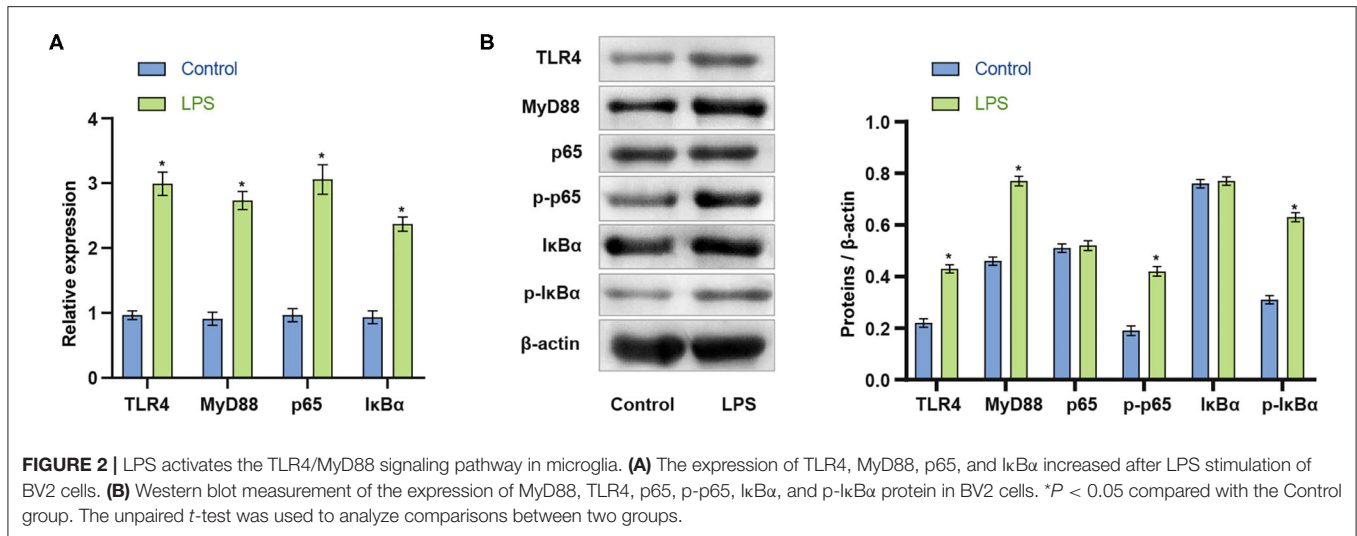 A
Control
LPS
Relative expression
4
3
2
1
0
*
*
*
*
TLR4
MyD88
p65
IκBα
B
TLR4
MyD88
p65
p-p65
IκBα
p-IκBα
β-actin
Control LPS
Control
LPS
Proteins / β-actin
1.0
0.8
0.6
0.4
0.2
0.0
*
*
*
*
TLR4
MyD88
p65
p-p65
IκBα
p-IκBα
FIGURE 2 | LPS activates the TLR4/MyD88 signaling pathway in microglia. (A) The expression of TLR4, MyD88, p65, and IκBα increased after LPS stimulation of
BV2 cells. (B) Western blot measurement of the expression of MyD88, TLR4, p65, p-p65, IκBα, and p-IκBα protein in BV2 cells. *P < 0.05 compared with the Control
group. The unpaired t-test was used to analyze comparisons between two groups.